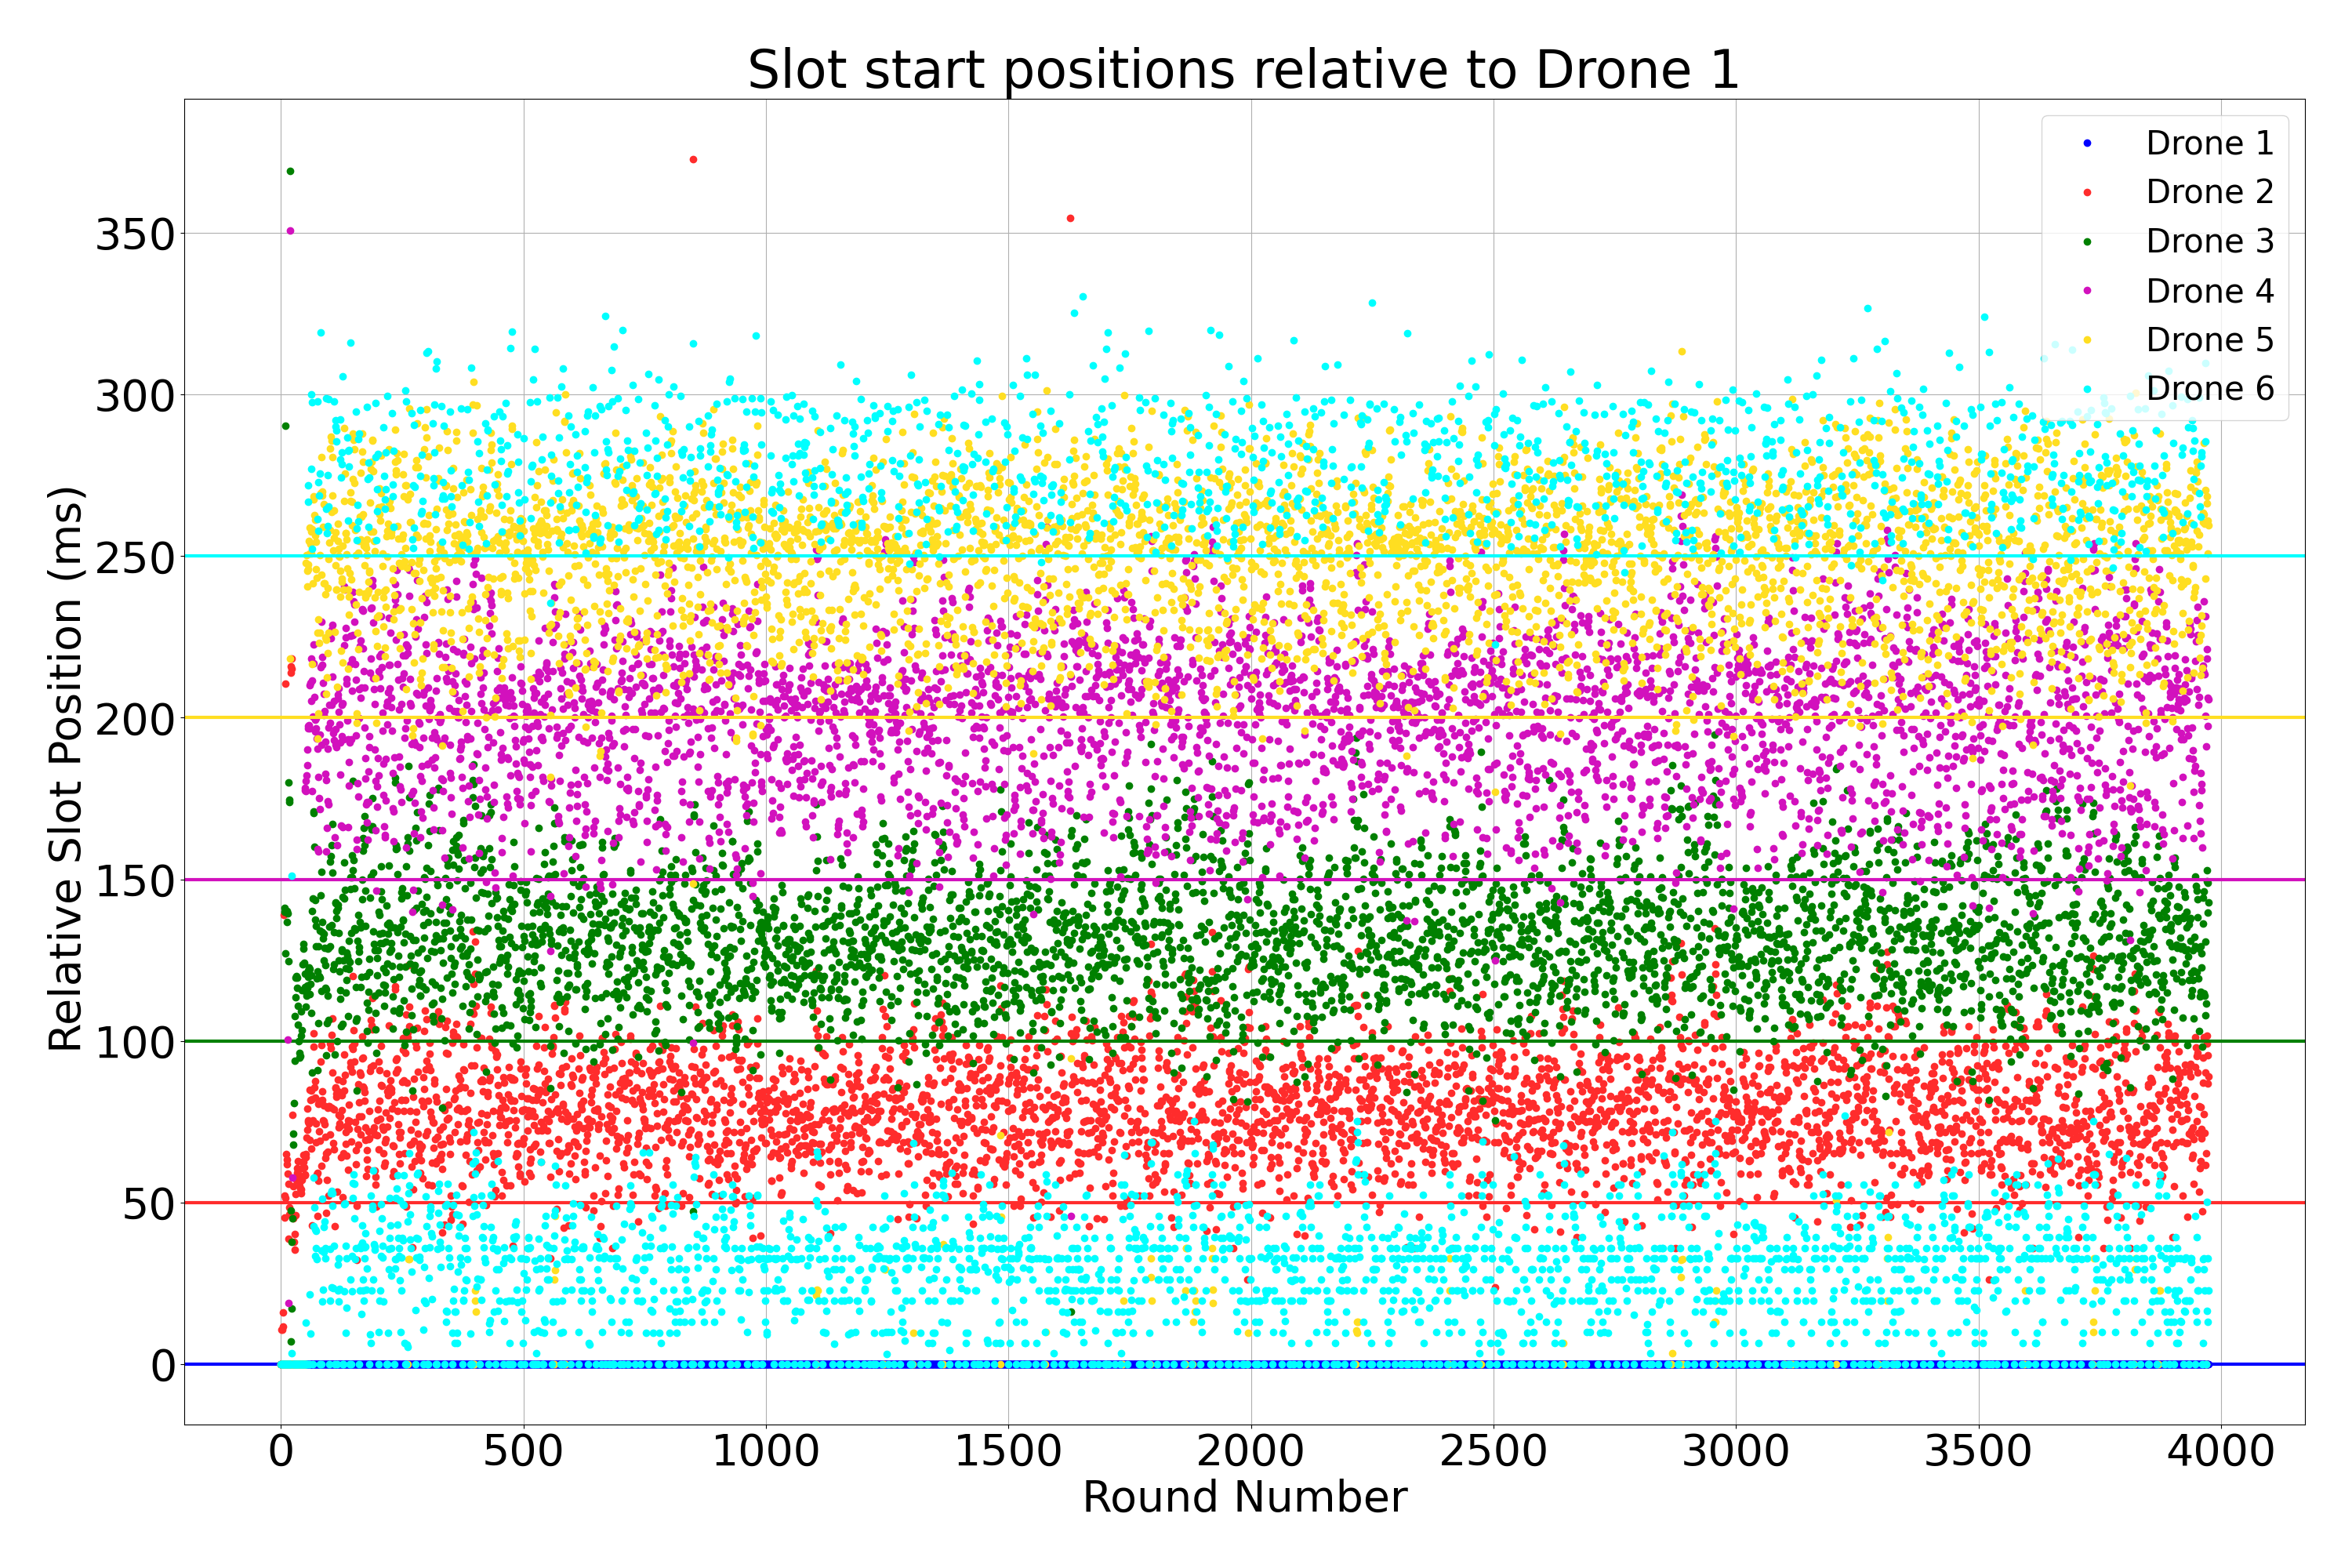 Slot start positions relative to Drone 1
Relative Slot Position (ms)
350
300
250
200
150
100
50
0
0 500 1000 1500 2000 2500 3000 3500 4000
Round Number
Drone 1
Drone 2
Drone 3
Drone 4
Drone 5
Drone 6